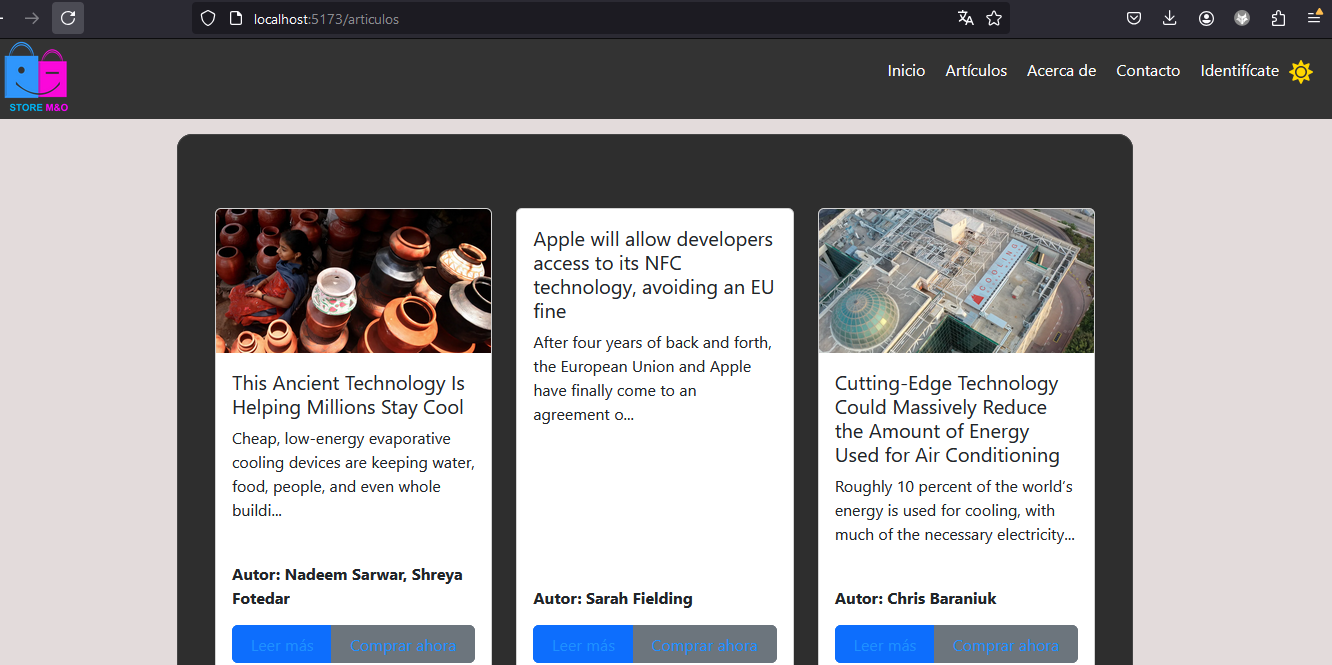 localhost:5173/articulos
STORE M&O
Inicio Artículos Acerca de Contacto Identifícate
This Ancient Technology Is
Helping Millions Stay Cool
Cheap, low-energy evaporative
cooling devices are keeping water,
food, people, and even whole
buildi...
Autor: Nadeem Sarwar, Shreya
Fotedar
Leer más Comprar ahora
Apple will allow developers
access to its NFC
technology, avoiding an EU
fine
After four years of back and forth,
the European Union and Apple
have finally come to an
agreement o...
Autor: Sarah Fielding
Leer más Comprar ahora
COOLING
Cutting-Edge Technology
Could Massively Reduce
the Amount of Energy
Used for Air Conditioning
Roughly 10 percent of the world’s
energy is used for cooling, with
much of the necessary electricity...
Autor: Chris Baraniuk
Leer más Comprar ahora